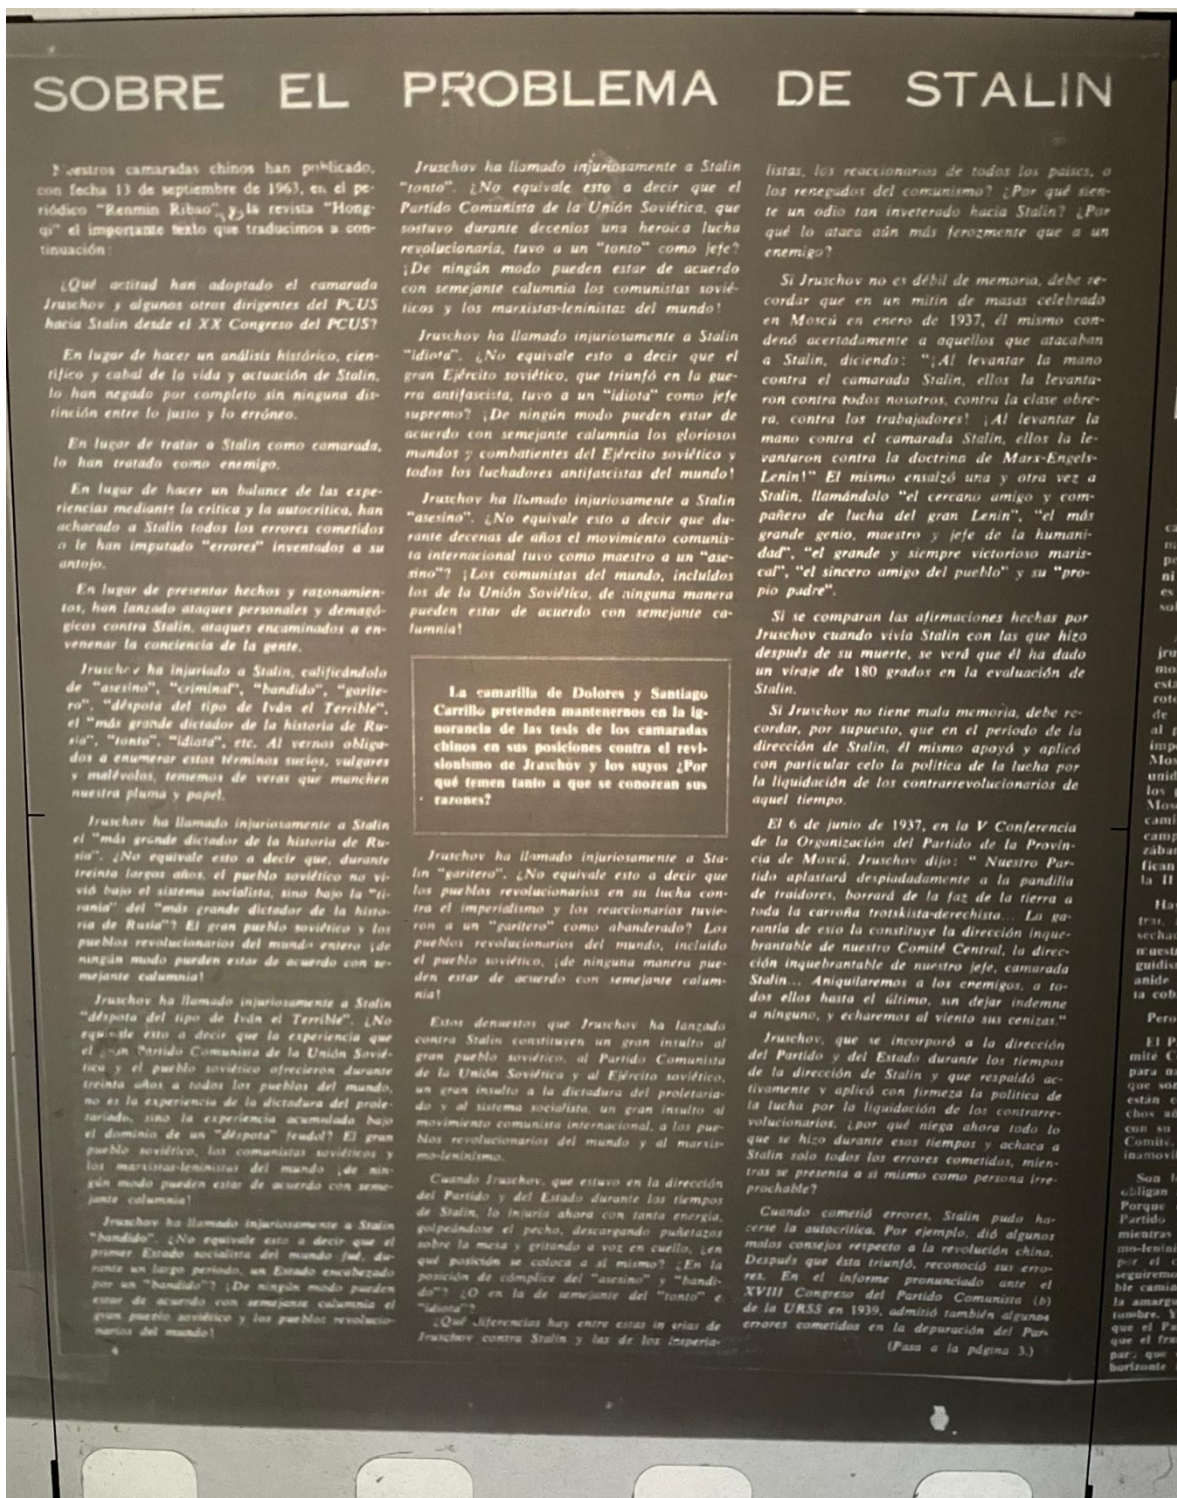 SOBRE EL PROBLEMA DE STALIN
Nuestros camaradas chinos han publicado,
con fecha 13 de septiembre de 1963, en el pe-
riódico "Renmin Ribao" y la revista "Hong-
qi" el importante texto que traducimos a con-
tinuación:
¿Qué actitud han adoptado el camarada
Jruschov y algunos otros dirigentes del PCUS
hacia Stalin desde el XX Congreso del PCUS?
En lugar de hacer un análisis histórico, cien-
tífico y cabal de la vida y actuación de Stalin,
lo han negado por completo sin ninguna dis-
tinción entre lo justo y lo erróneo.
En lugar de tratar a Stalin como camarada,
lo han tratado como enemigo.
En lugar de hacer un balance de las expe-
riencias mediante la crítica y la autocrítica, han
achacado a Stalin todos los errores cometidos
o le han imputado "errores" inventados a su
antojo.
En lugar de presentar hechos y razonamien-
tos, han lanzado ataques personales y demagó-
gicos contra Stalin, ataques encaminados a en-
venenar la conciencia de la gente.
Jruschov ha injuriado a Stalin, calificándolo
de "asesino", "criminal", "bandido", "garite-
ro", "déspota del tipo de Iván el Terrible",
el "más grande dictador de la historia de Ru-
sia", "tonto", "idiota", etc. Al vernos obliga-
dos a enumerar estos términos sucios, vulgares
y malévolos, tememos de veras que manchen
nuestra pluma y papel.
Jruschov ha llamado injuriosamente a Stalin
el "más grande dictador de la historia de Ru-
sia". ¿No equivale esto a decir que, durante
treinta largos años, el pueblo soviético no vi-
vió bajo el sistema socialista, sino bajo la "ti-
ranía" del "más grande dictador de la histo-
ria de Rusia"? El gran pueblo soviético y los
pueblos revolucionarios del mundo entero ¡de
ningún modo pueden estar de acuerdo con se-
mejante calumnia!
Jruschov ha llamado injuriosamente a Stalin
"déspota del tipo de Iván el Terrible". ¿No
equivale esto a decir que la experiencia que
el gran Partido Comunista de la Unión Sovié-
tica y el pueblo soviético ofrecieron durante
treinta años a todos los pueblos del mundo,
no es la experiencia de la dictadura del prole-
tariado, sino la experiencia acumulada bajo
el dominio de un "déspota" feudal? El gran
pueblo soviético, los comunistas soviéticos y
los marxistas-leninistas del mundo ¡de nin-
gún modo pueden estar de acuerdo con seme-
jante calumnia!
Jruschov ha llamado injuriosamente a Stalin
"bandido". ¿No equivale esto a decir que el
primer Estado socialista del mundo fué, du-
rante un largo período, un Estado encabezado
por un "bandido"? ¡De ningún modo pueden
estar de acuerdo con semejante calumnia el
gran pueblo soviético y los pueblos revolucio-
narios del mundo!
Jruschov ha llamado injuriosamente a Stalin
"tonto". ¿No equivale esto a decir que el
Partido Comunista de la Unión Soviética, que
sostuvo durante decenios una heroica lucha
revolucionaria, tuvo a un "tonto" como jefe?
¡De ningún modo pueden estar de acuerdo
con semejante calumnia los comunistas sovié-
ticos y los marxistas-leninistas del mundo!
Jruschov ha llamado injuriosamente a Stalin
"idiota". ¿No equivale esto a decir que el
gran Ejército soviético, que triunfó en la gue-
rra antifascista, tuvo a un "idiota" como jefe
supremo? ¡De ningún modo pueden estar de
acuerdo con semejante calumnia los gloriosos
mandos y combatientes del Ejército soviético y
todos los luchadores antifascistas del mundo!
Jruschov ha llamado injuriosamente a Stalin
"asesino". ¿No equivale esto a decir que du-
rante decenas de años el movimiento comunis-
ta internacional tuvo como maestro a un "ase-
sino"? ¡Los comunistas del mundo, incluídos
los de la Unión Soviética, de ninguna manera
pueden estar de acuerdo con semejante ca-
lumnia!
La camarilla de Dolores y Santiago
Carrillo pretenden mantenernos en la ig-
norancia de las tesis de los camaradas
chinos en sus posiciones contra el revi-
sionismo de Jruschov y los suyos ¿Por
qué temen tanto a que se conozcan sus
razones?
Jruschov ha llamado injuriosamente a Sta-
lin "garitero". ¿No equivale esto a decir que
los pueblos revolucionarios en su lucha con-
tra el imperialismo y los reaccionarios tuvie-
ron a un "garitero" como abanderado? Los
pueblos revolucionarios del mundo, incluido
el pueblo soviético, ¡de ninguna manera pue-
den estar de acuerdo con semejante calum-
nia!
Estos denuestos que Jruschov ha lanzado
contra Stalin constituyen un gran insulto al
gran pueblo soviético, al Partido Comunista
de la Unión Soviética y al Ejército soviético,
un gran insulto a la dictadura del proletaria-
do y al sistema socialista, un gran insulto al
movimiento comunista internacional, a los pue-
blos revolucionarios del mundo y al marxis-
mo-leninismo.
Cuando Jruschov, que estuvo en la dirección
del Partido y del Estado durante los tiempos
de Stalin, lo injuria ahora con tanta energía,
golpeándose el pecho, descargando puñetazos
sobre la mesa y gritando a voz en cuello, ¿en
qué posición se coloca a sí mismo? ¿En la
posición de cómplice del "asesino" y "bandi-
do"? ¿O en la de semejante del "tonto" e
"idiota"?
¿Qué diferencias hay entre estas injurias de
Jruschov contra Stalin y las de los imperia-
listas, los reaccionarios de todos los países, o
los renegados del comunismo? ¿Por qué sien-
te un odio tan inveterado hacia Stalin? ¿Por
qué lo ataca aún más ferozmente que a un
enemigo?
Si Jruschov no es débil de memoria, debe re-
cordar que en un mitin de masas celebrado
en Moscú en enero de 1937, él mismo con-
denó acertadamente a aquellos que atacaban
a Stalin, diciendo: "¡Al levantar la mano
contra el camarada Stalin, ellos la levanta-
ron contra todos nosotros, contra la clase obre-
ra, contra los trabajadores! ¡Al levantar la
mano contra el camarada Stalin, ellos la le-
vantaron contra la doctrina de Marx-Engels-
Lenin!" El mismo ensalzó una y otra vez a
Stalin, llamándolo "el cercano amigo y com-
pañero de lucha del gran Lenin", "el más
grande genio, maestro y jefe de la humani-
dad", "el grande y siempre victorioso maris-
cal", "el sincero amigo del pueblo" y su "pro-
pio padre".
Si se comparan las afirmaciones hechas por
Jruschov cuando vivía Stalin con las que hizo
después de su muerte, se verá que él ha dado
un viraje de 180 grados en la evaluación de
Stalin.
Si Jruschov no tiene mala memoria, debe re-
cordar, por supuesto, que en el periodo de la
dirección de Stalin, él mismo apoyó y aplicó
con particular celo la política de la lucha por
la liquidación de los contrarrevolucionarios de
aquel tiempo.
El 6 de junio de 1937, en la V Conferencia
de la Organización del Partido de la Provin-
cia de Moscú, Jruschov dijo: " Nuestro Par-
tido aplastará despiadadamente a la pandilla
de traidores, borrará de la faz de la tierra a
toda la carroña trotskista-derechista... La ga-
rantía de esto la constituye la dirección inque-
brantable de nuestro Comité Central, la direc-
ción inquebrantable de nuestro jefe, camarada
Stalin... Aniquilaremos a los enemigos, a to-
dos ellos hasta el último, sin dejar indemne
a ninguno, y echaremos al viento sus cenizas."
Jruschov, que se incorporó a la dirección
del Partido y del Estado durante los tiempos
de la dirección de Stalin y que respaldó ac-
tivamente y aplicó con firmeza la política de
la lucha por la liquidación de los contrarre-
volucionarios, ¿por qué niega ahora todo lo
que se hizo durante esos tiempos y achaca a
Stalin solo todos los errores cometidos, mien-
tras se presenta a sí mismo como persona irre-
prochable?
Cuando cometió errores, Stalin pudo ha-
cerse la autocrítica. Por ejemplo, dió algunos
malos consejos respecto a la revolución china.
Después que ésta triunfó, reconoció sus erro-
res. En el informe pronunciado ante el
XVIII Congreso del Partido Comunista (b)
de la URSS en 1939, admitió también algunos
errores cometidos en la depuración del Par-
(Pasa a la página 3.)